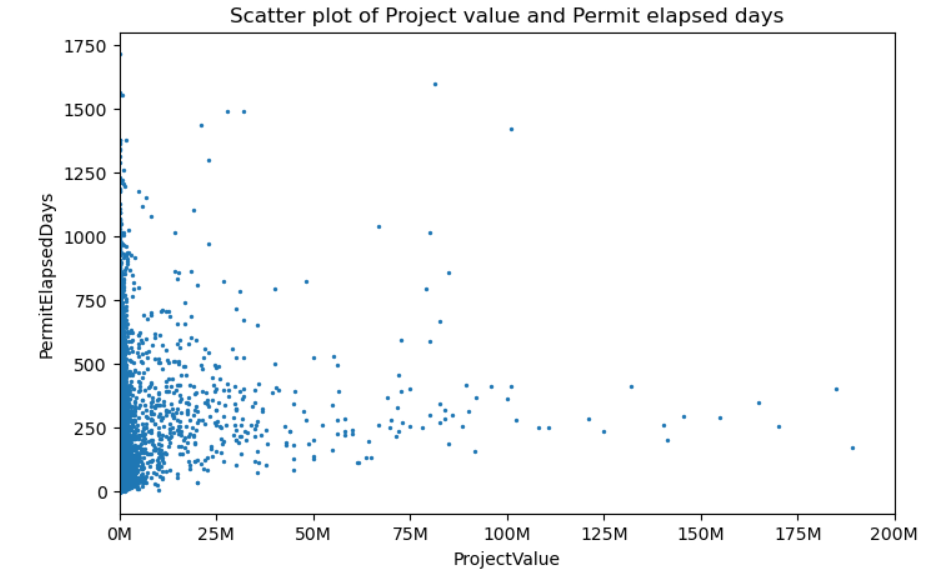 Scatter plot of Project value and Permit elapsed days
1750
1500
1250
1000
750
500
250
0
PermitElapsedDays
0M 25M 50M 75M 100M 125M 150M 175M 200M
ProjectValue